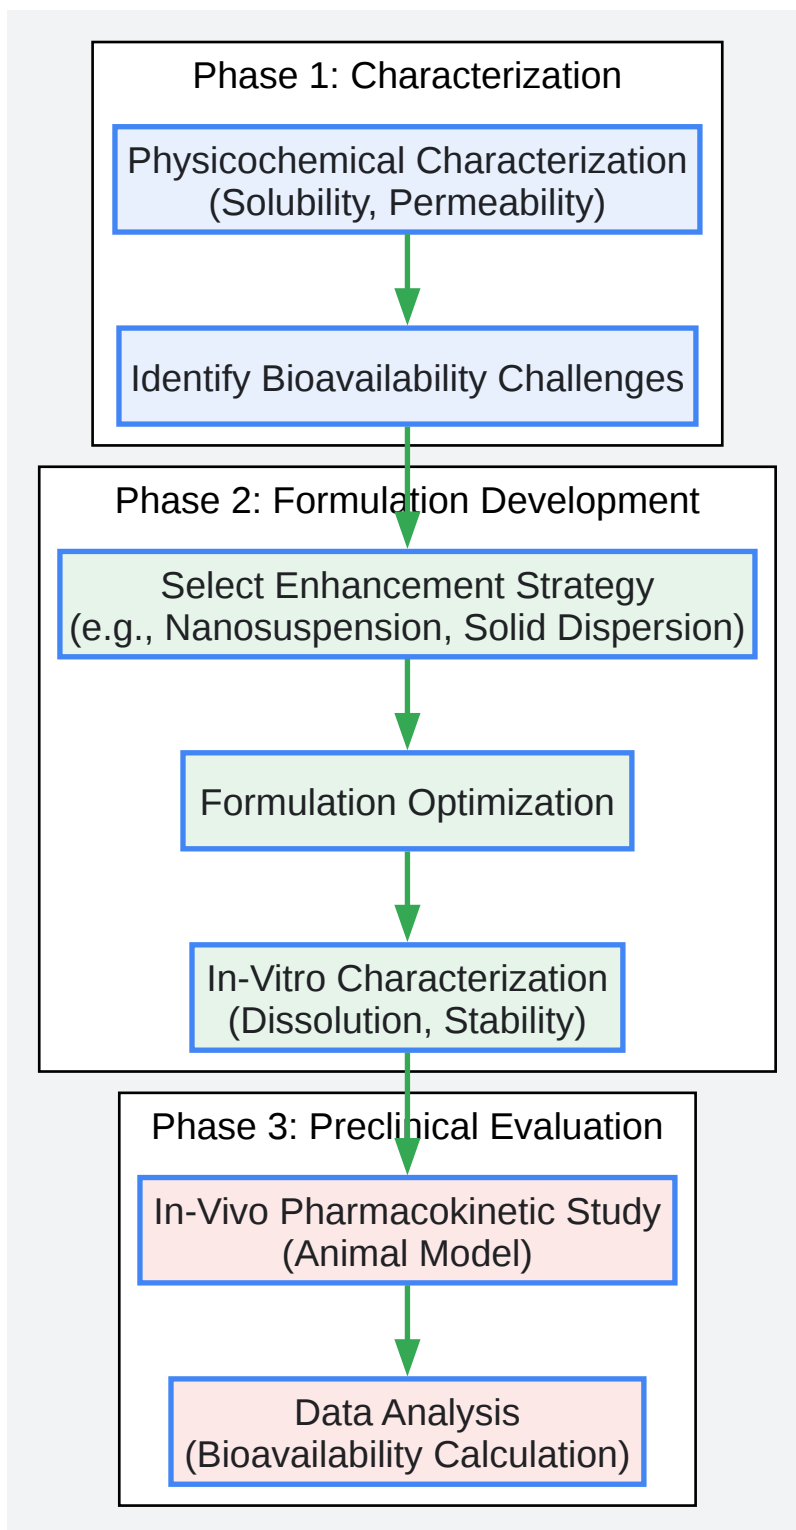 Phase 1: Characterization
Physicochemical Characterization
(Solubility, Permeability)
Identify Bioavailability Challenges
Phase 2: Formulation Development
Select Enhancement Strategy
(e.g., Nanosuspension, Solid Dispersion)
Formulation Optimization
In-Vitro Characterization
(Dissolution, Stability)
Phase 3: Preclinical Evaluation
In-Vivo Pharmacokinetic Study
(Animal Model)
Data Analysis
(Bioavailability Calculation)